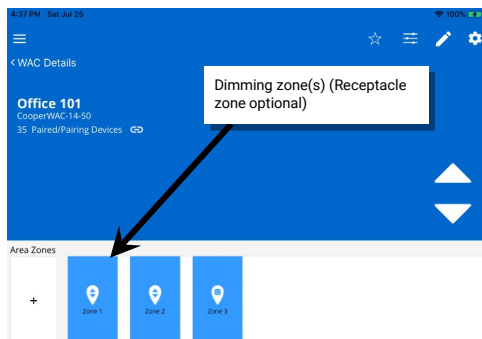 4:37 PM Sat Jul 25
100%
< WAC Details
Dimming zone(s) (Receptacle
zone optional)
Office 101
CooperWAC-14-50
35 Paired/Pairing Devices
Area Zones
+
Zone 1
Zone 2
Zone 3